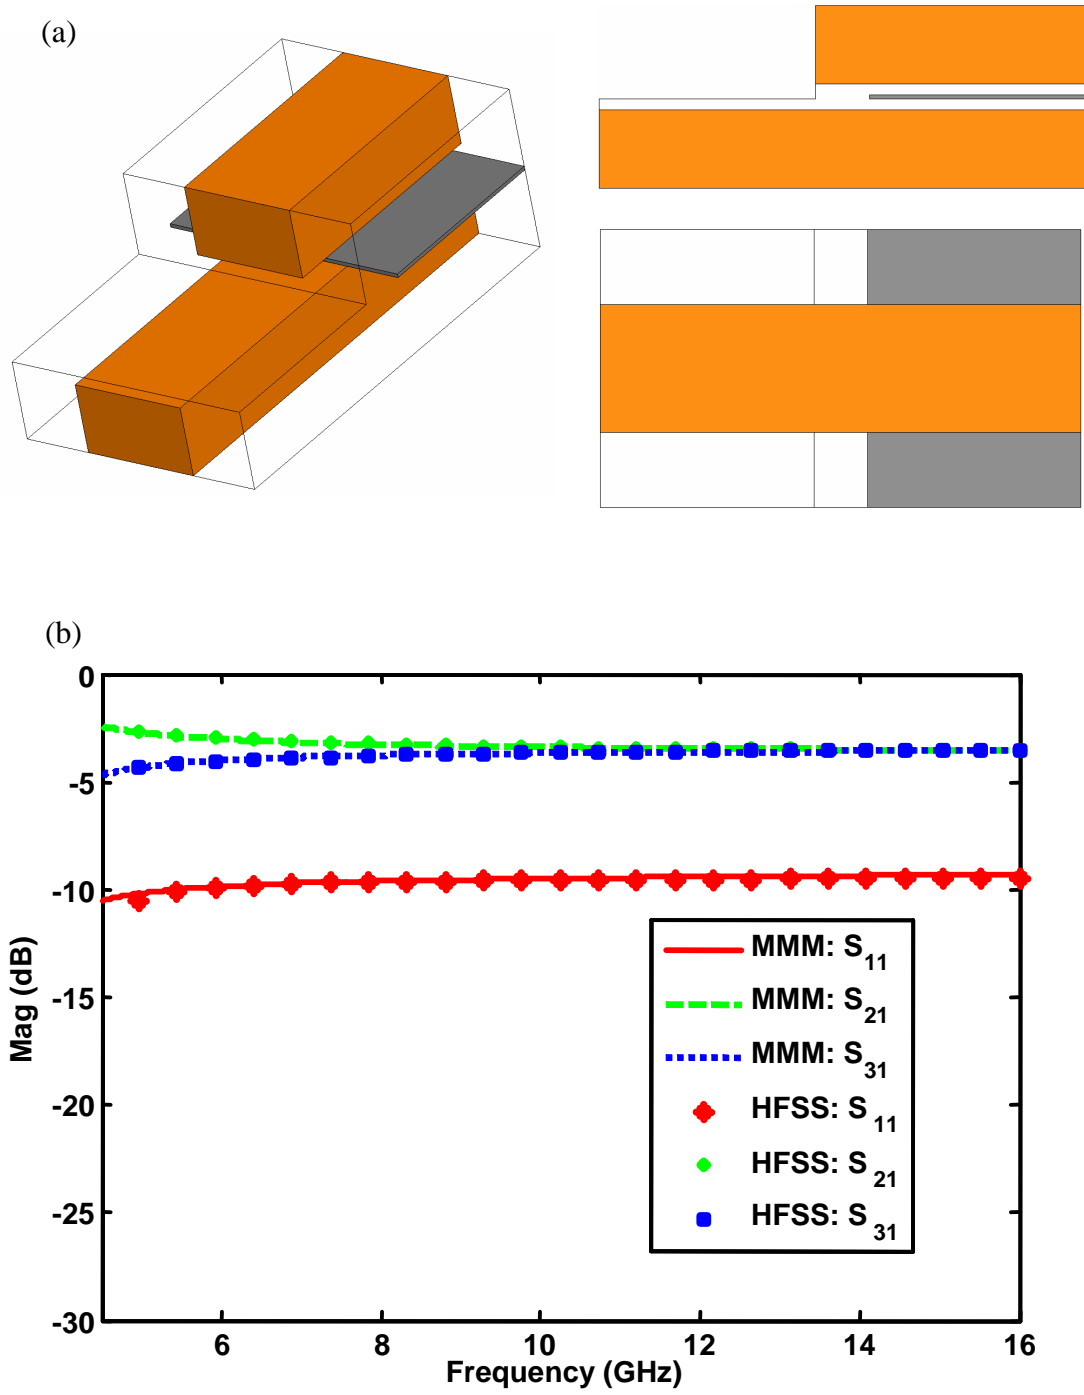 (a)
(b)
0
-5
-10
-15
-20
-25
-30
Mag (dB)
6
8
10
12
14
16
Frequency (GHz)
MMM: S11
MMM: S21
MMM: S31
HFSS: S11
HFSS: S21
HFSS: S31